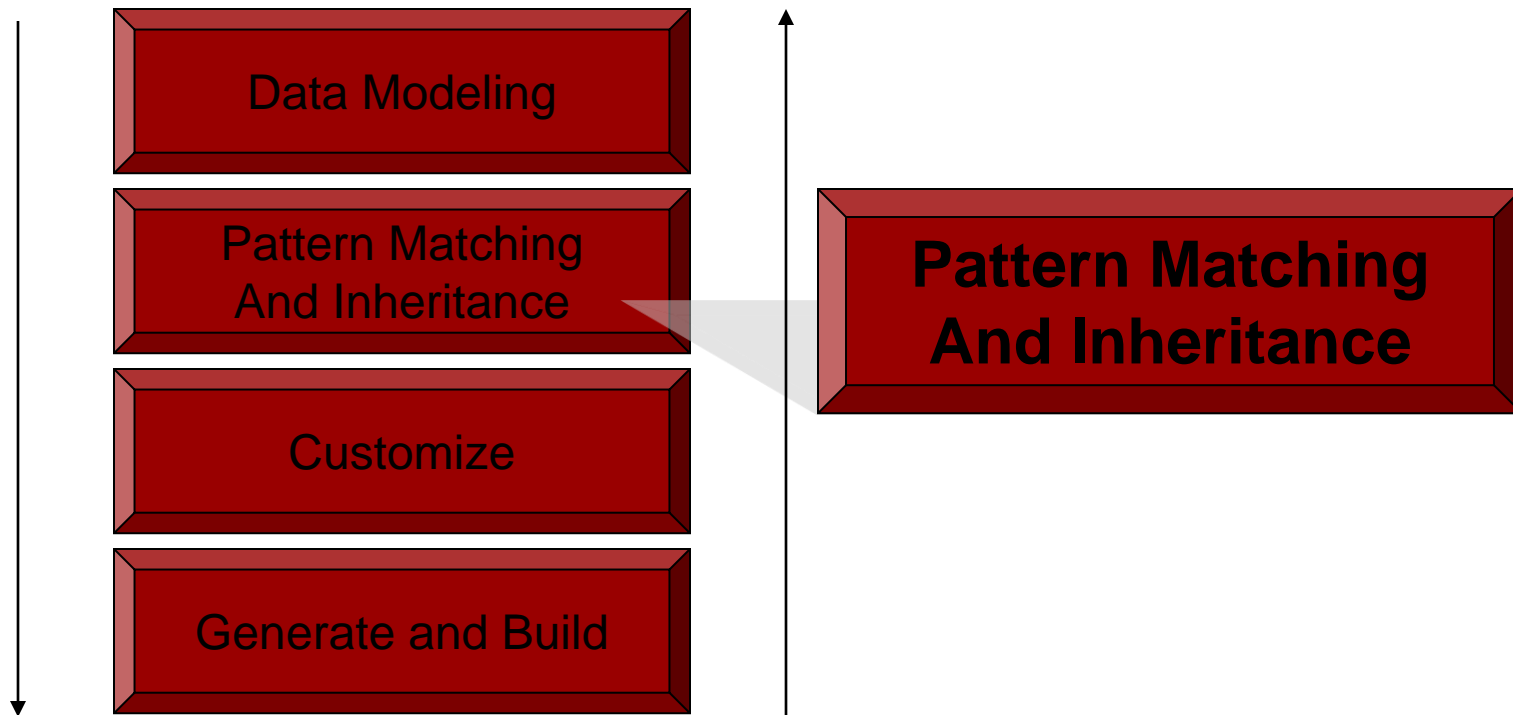 Data Modeling
Pattern Matching
And Inheritance
Customize
Generate and Build
Pattern Matching
And Inheritance